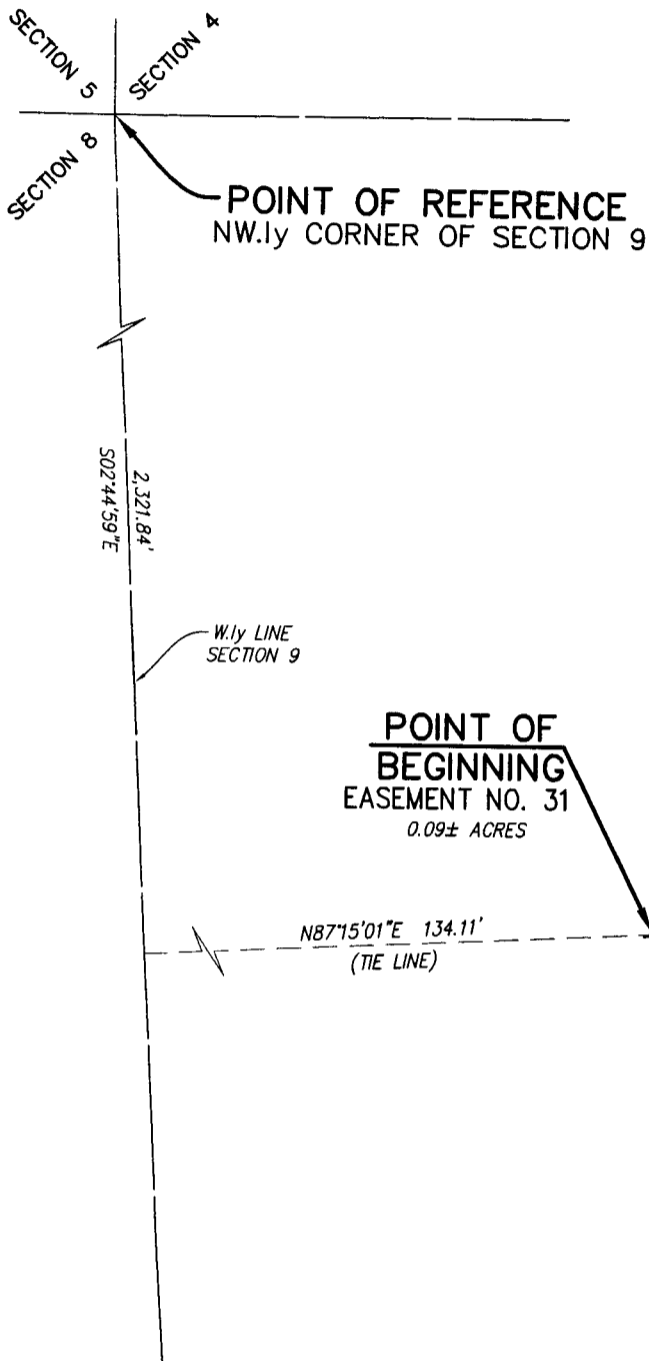 SECTION 5
SECTION 4
SECTION 8
POINT OF REFERENCE
NW.ly CORNER OF SECTION 9
2,321.84'
S02°44'59"E
W.ly LINE
SECTION 9
POINT OF
BEGINNING
EASEMENT NO. 31
0.09± ACRES
N87°15'01"E 134.11'
(TIE LINE)